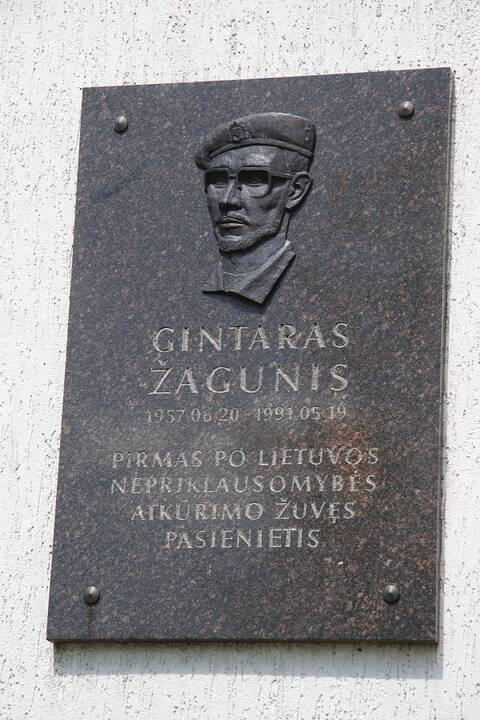 GINTARAS
ŽAGUNIS
1957.06.20-1991.05.19
PIRMAS PO LIETUVOS
NEPRIKLAUSOMYBĖS
ATKŪRIMO ŽUVĘS
PASIENIETIS